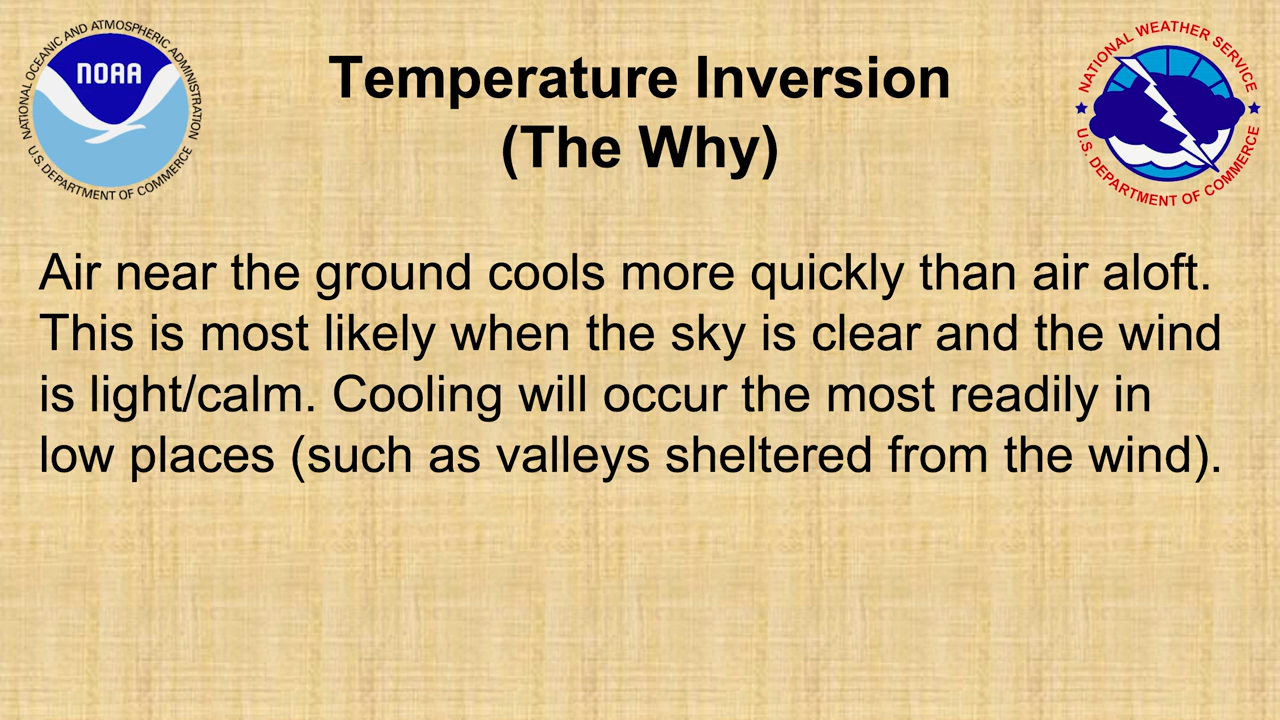 NATIONAL OCEANIC AND ATMOSPHERIC ADMINISTRATION
NOAA
U.S. DEPARTMENT OF COMMERCE
Temperature Inversion
(The Why)
NATIONAL WEATHER SERVICE
U.S. DEPARTMENT OF COMMERCE
Air near the ground cools more quickly than air aloft.
This is most likely when the sky is clear and the wind
is light/calm. Cooling will occur the most readily in
low places (such as valleys sheltered from the wind).